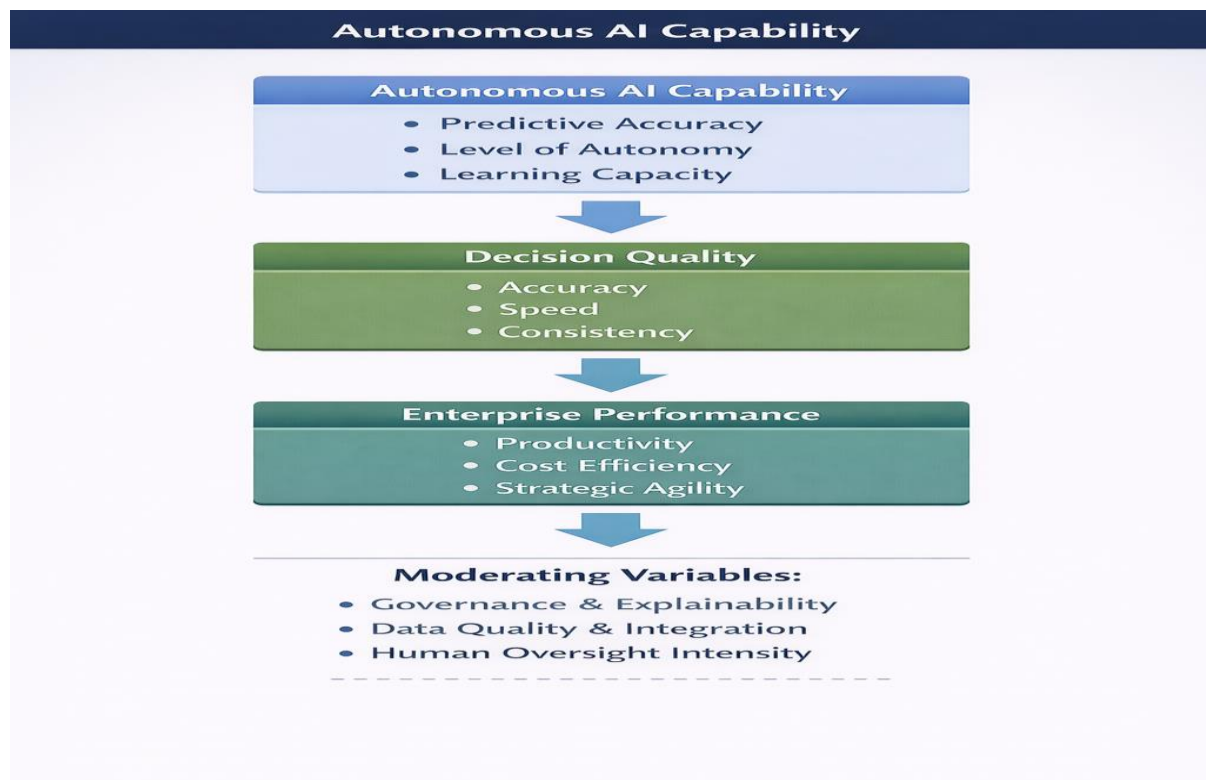 Autonomous AI Capability
Autonomous AI Capability
• Predictive Accuracy
• Level of Autonomy
• Learning Capacity
Decision Quality
• Accuracy
• Speed
• Consistency
Enterprise Performance
• Productivity
• Cost Efficiency
• Strategic Agility
Moderating Variables:
• Governance & Explainability
• Data Quality & Integration
• Human Oversight Intensity